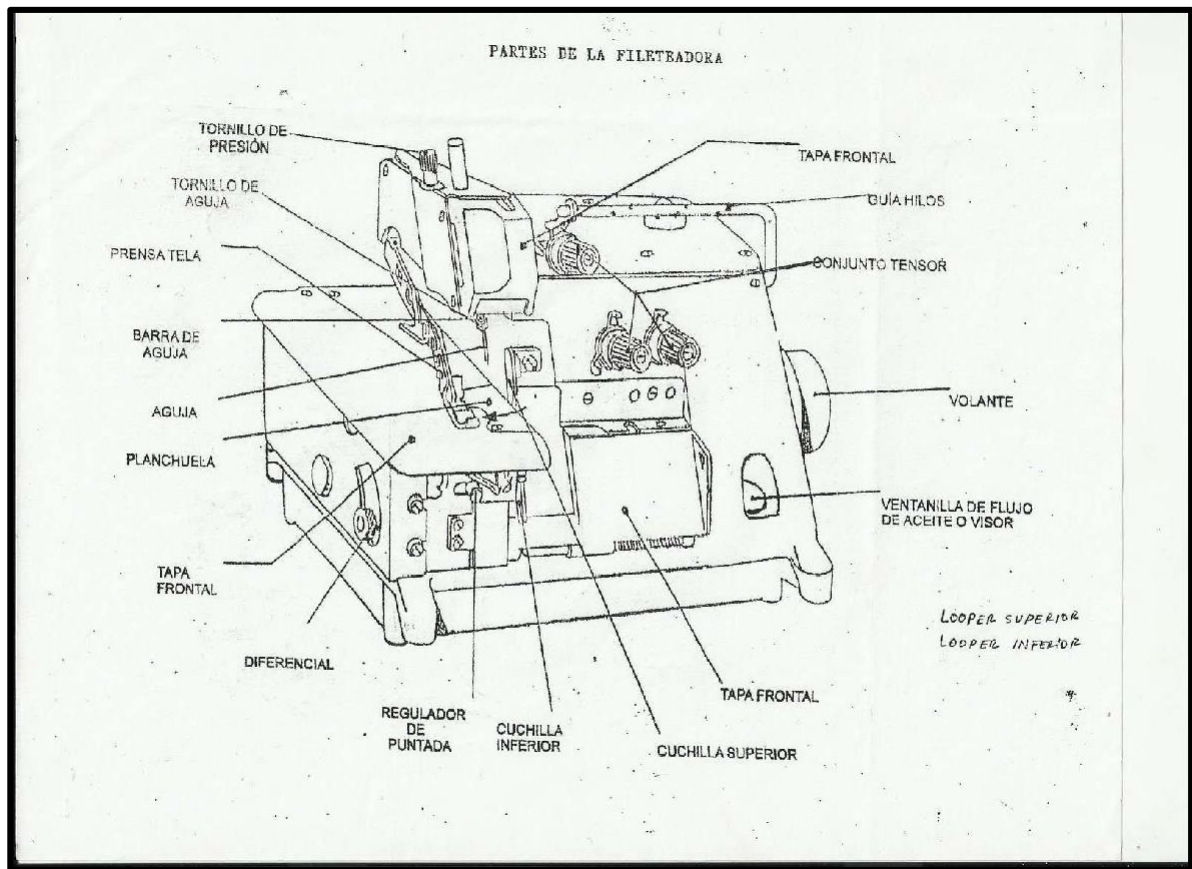 PARTES DE LA FILETEADORA
TORNILLO DE
PRESIÓN
TAPA FRONTAL
TORNILLO DE
AGUJA
GUÍA HILOS
PRENSA TELA
CONJUNTO TENSOR
BARRA DE
AGUJA
AGUJA
VOLANTE
PLANCHUELA
VENTANILLA DE FLUJO
DE ACEITE O VISOR
TAPA
FRONTAL
LOOPER SUPERIOR
LOOPER INFERIOR
DIFERENCIAL
TAPA FRONTAL
REGULADOR
DE
PUNTADA
CUCHILLA
INFERIOR
CUCHILLA SUPERIOR